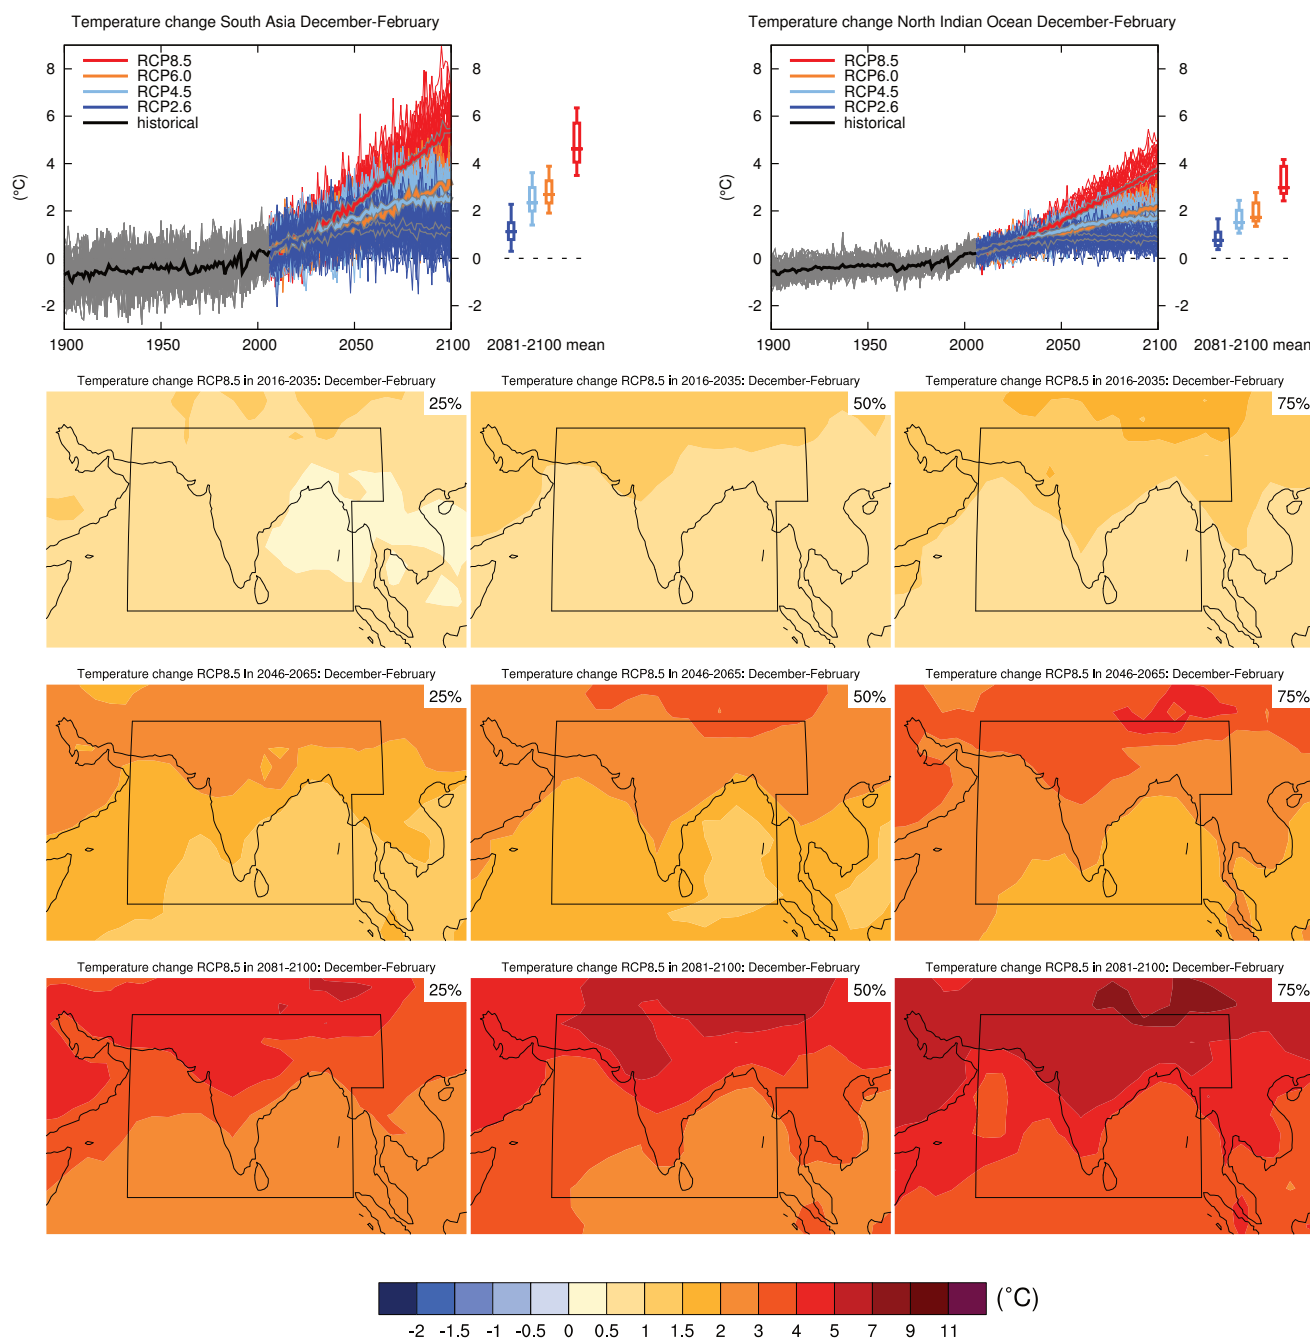 Temperature change South Asia December-February
Temperature change North Indian Ocean December-February
8
6
4
2
0
-2
(°C)
RCP8.5
RCP6.0
RCP4.5
RCP2.6
historical
8
6
4
2
0
-2
1900 1950 2000 2050 2100 2081-2100 mean
8
6
4
2
0
-2
(°C)
RCP8.5
RCP6.0
RCP4.5
RCP2.6
historical
8
6
4
2
0
-2
1900 1950 2000 2050 2100 2081-2100 mean
Temperature change RCP8.5 in 2016-2035: December-February
25%
Temperature change RCP8.5 in 2016-2035: December-February
50%
Temperature change RCP8.5 in 2016-2035: December-February
75%
Temperature change RCP8.5 in 2046-2065: December-February
25%
Temperature change RCP8.5 in 2046-2065: December-February
50%
Temperature change RCP8.5 in 2046-2065: December-February
75%
Temperature change RCP8.5 in 2081-2100: December-February
25%
Temperature change RCP8.5 in 2081-2100: December-February
50%
Temperature change RCP8.5 in 2081-2100: December-February
75%
(°C)
-2 -1.5 -1 -0.5 0 0.5 1 1.5 2 3 4 5 7 9 11